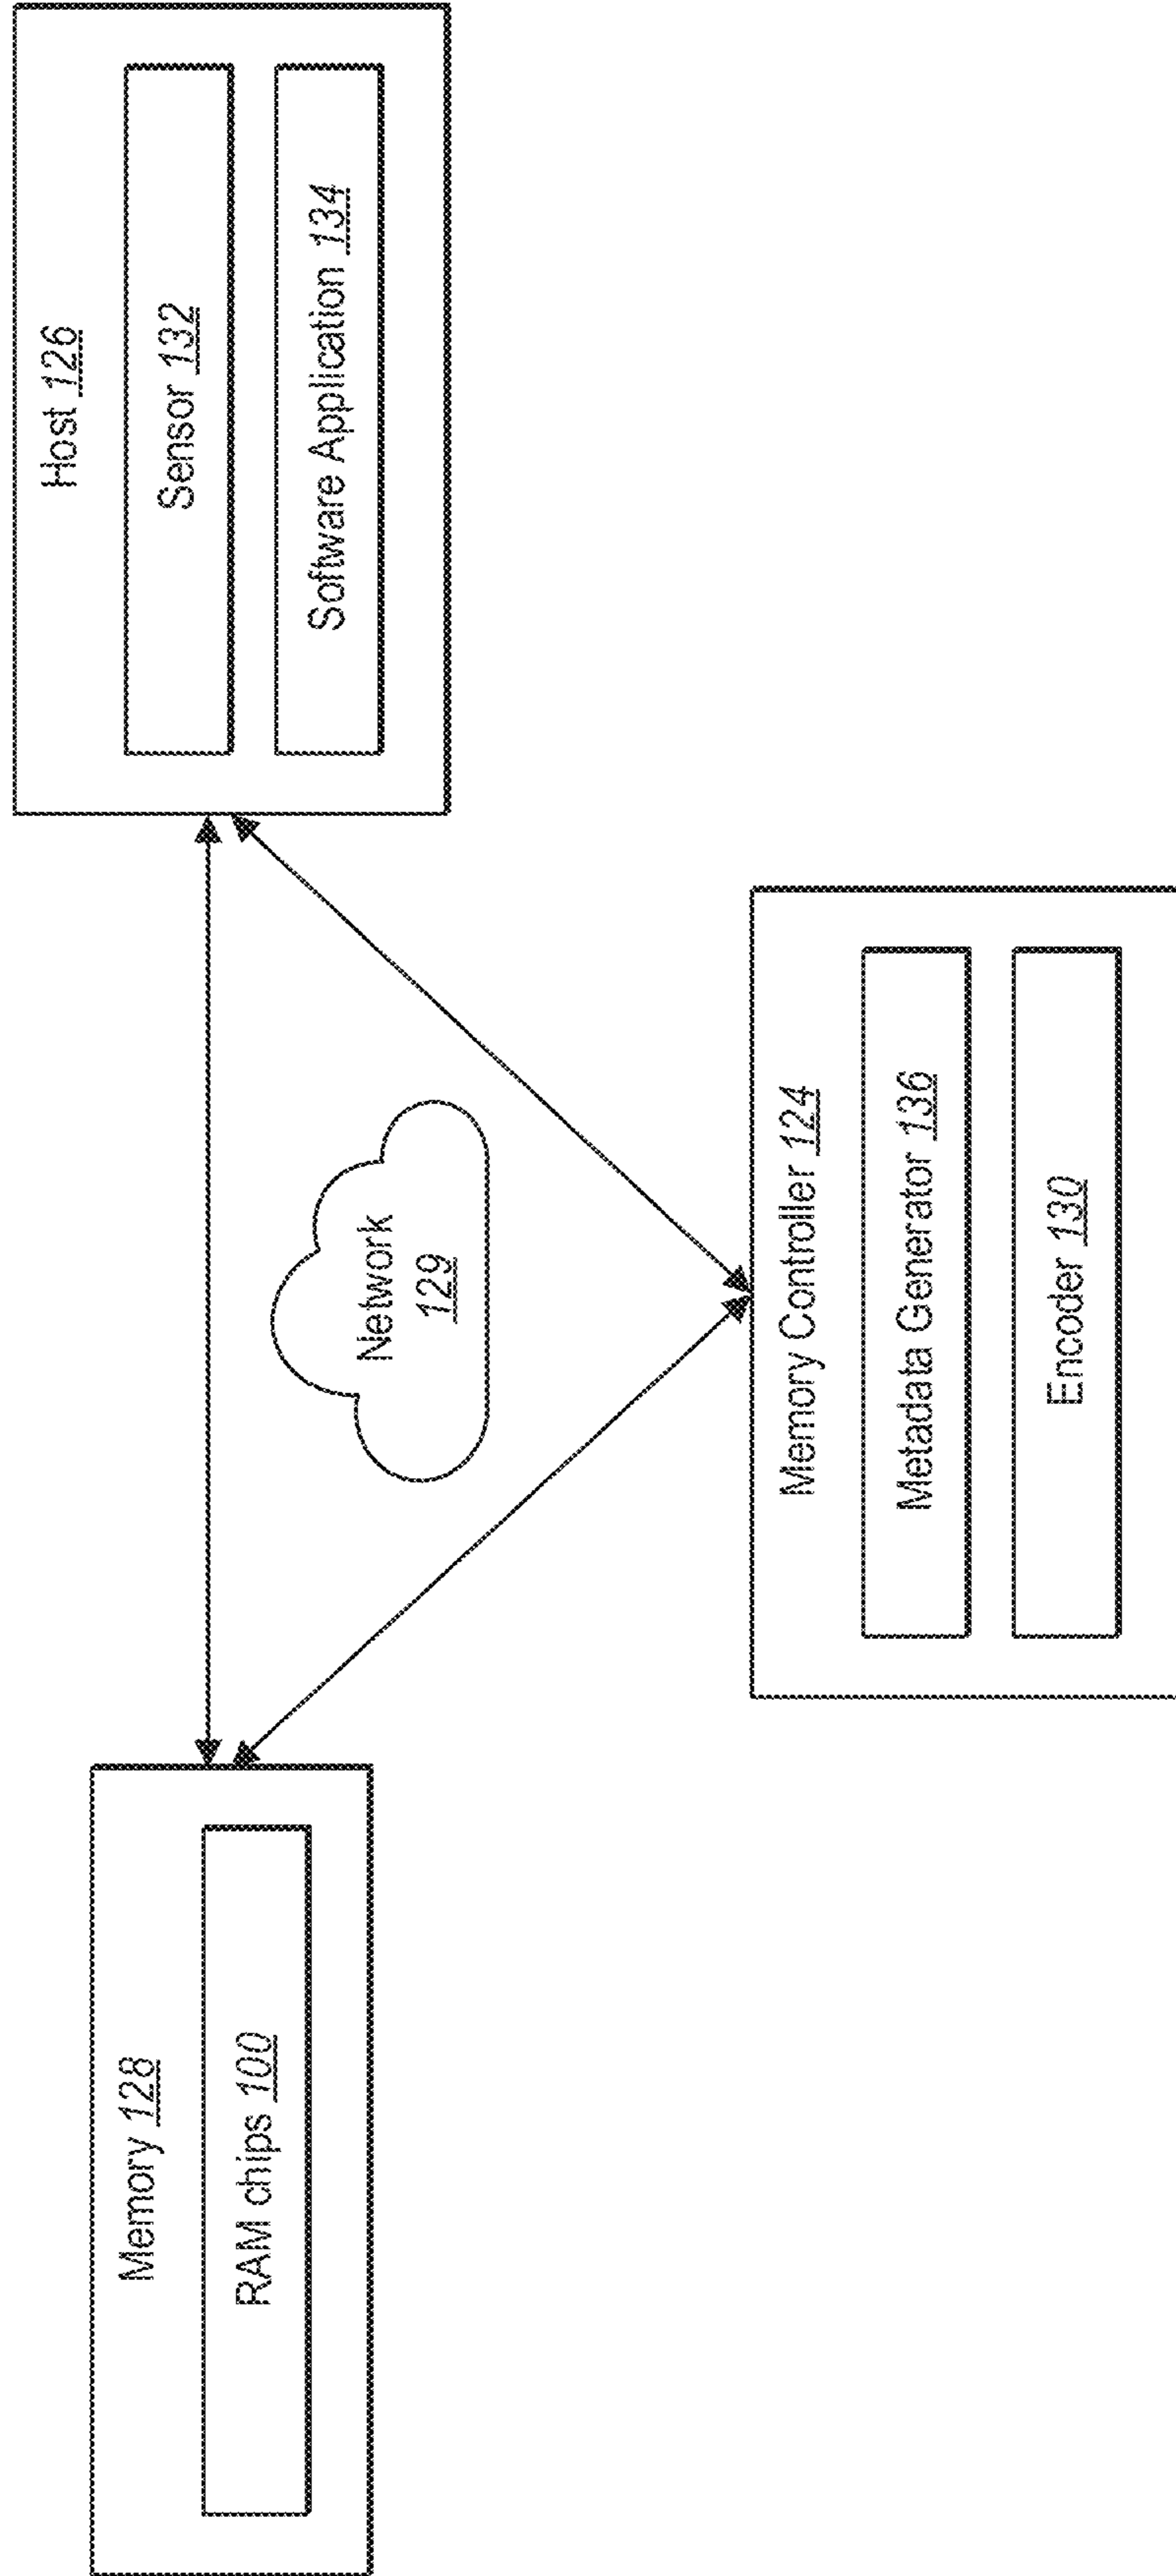 Memory 128
RAM chips 100
Network
129
Host 126
Sensor 132
Software Application 134
Memory Controller 124
Metadata Generator 136
Encoder 130